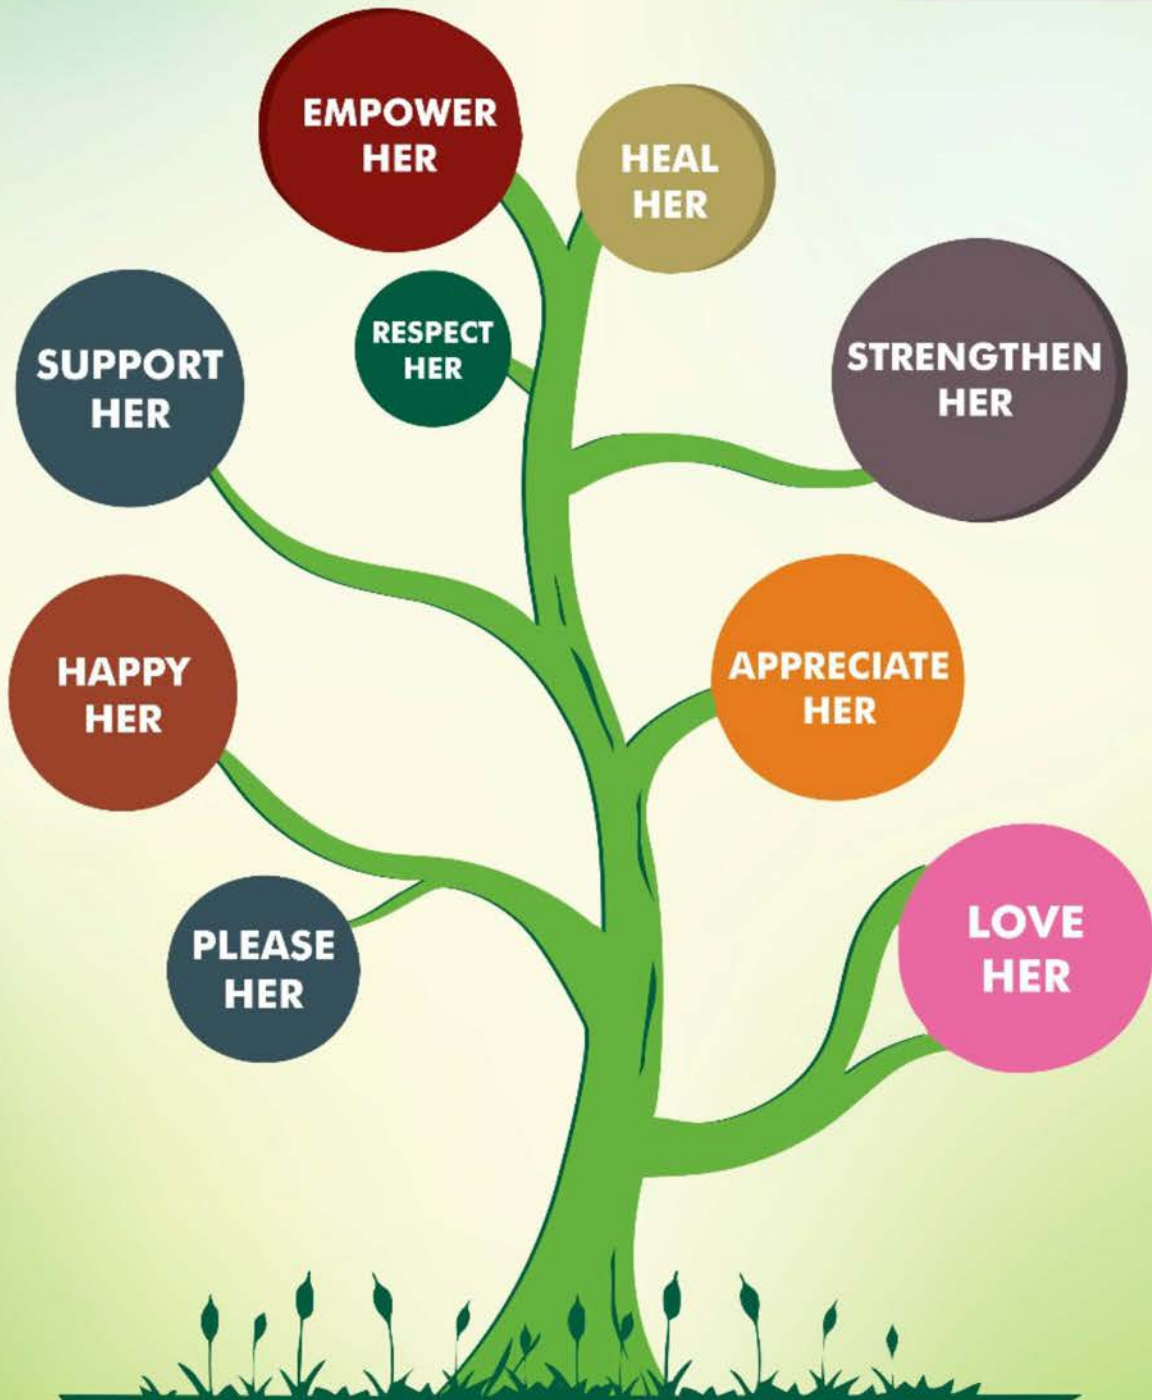 EMPOWER
HER
HEAL
HER
SUPPORT
HER
RESPECT
HER
STRENGTHEN
HER
HAPPY
HER
APPRECIATE
HER
PLEASE
HER
LOVE
HER